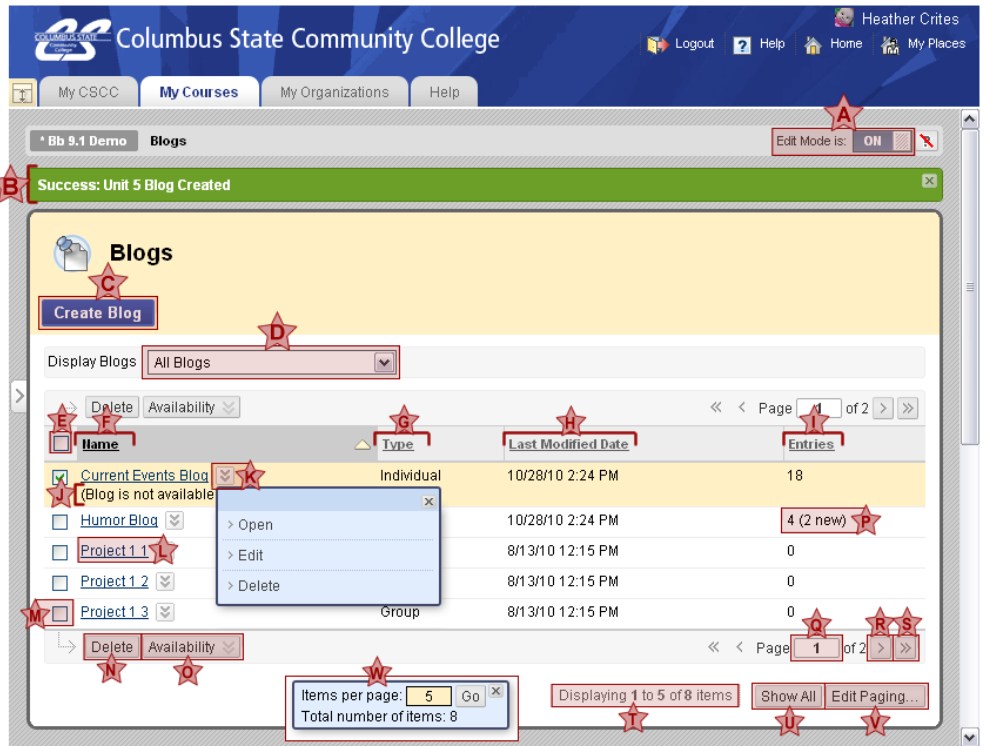 Heather Crites
COLUMBUS STATE Community College
Columbus State Community College
Logout Help Home My Places
My CSCC My Courses My Organizations Help
A
* Bb 9.1 Demo Blogs Edit Mode is: ON
B
Success: Unit 5 Blog Created
Blogs
C
Create Blog
D
Display Blogs All Blogs
Delete Availability << < Page 1 of 2 > >>
E F G H I
Name Type Last Modified Date Entries
Current Events Blog K Individual 10/28/10 2:24 PM 18
J (Blog is not available
Humor Blog 10/28/10 2:24 PM 4 (2 new) P
> Open
Project 1 1 L 8/13/10 12:15 PM 0
> Edit
Project 1 2 8/13/10 12:15 PM 0
> Delete
M Project 1 3 Group 8/13/10 12:15 PM 0
Q R S
Delete Availability << < Page 1 of 2 > >>
N O W
Items per page: 5 Go Displaying 1 to 5 of 8 items Show All Edit Paging...
Total number of items: 8
T U V